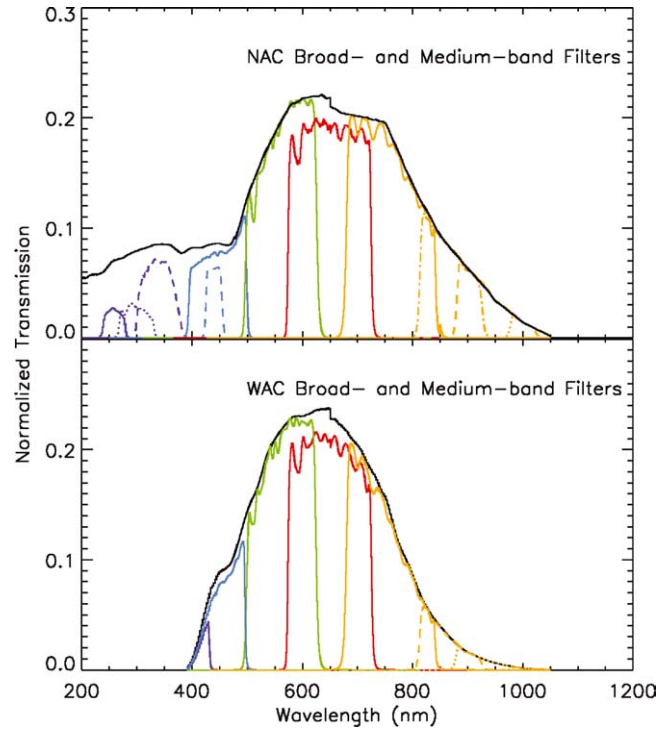 0.3
NAC Broad- and Medium-band Filters
0.2
0.1
0.0
Normalized Transmission
WAC Broad- and Medium-band Filters
0.2
0.1
0.0
200 400 600 800 1000 1200
Wavelength (nm)